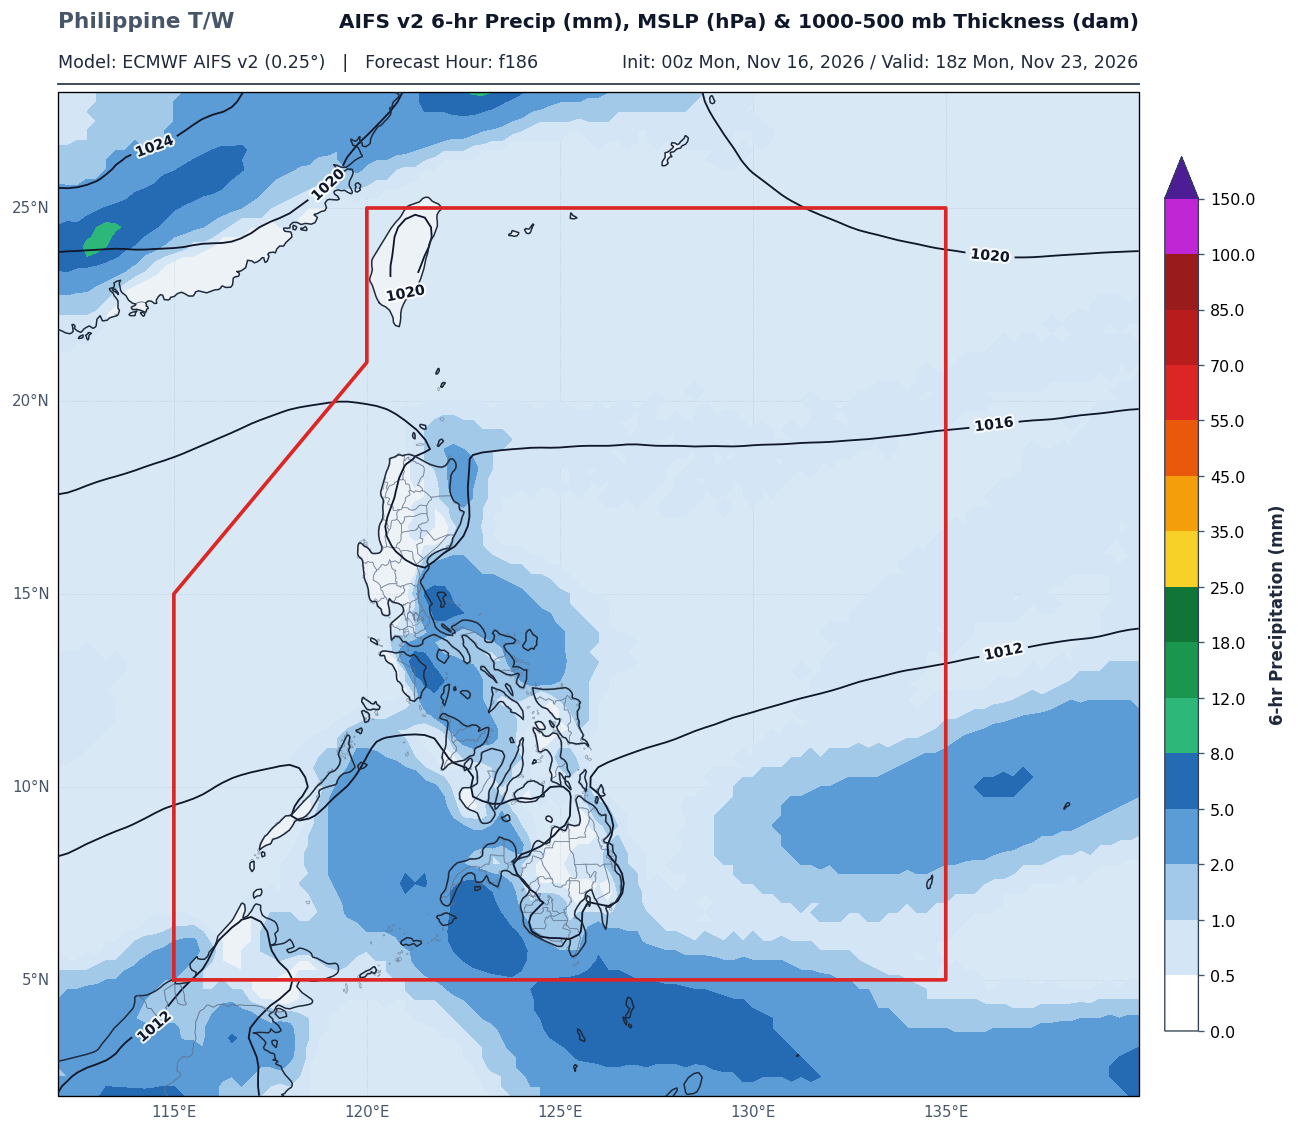 Philippine T/W
AIFS v2 6-hr Precip (mm), MSLP (hPa) & 1000-500 mb Thickness (dam)
Model: ECMWF AIFS v2 (0.25°) | Forecast Hour: f186
Init: 00z Mon, Nov 16, 2026 / Valid: 18z Mon, Nov 23, 2026
1024
1020
1020
1020
1016
1012
1012
25°N
20°N
15°N
10°N
5°N
115°E
120°E
125°E
130°E
135°E
150.0
100.0
85.0
70.0
55.0
45.0
35.0
25.0
18.0
12.0
8.0
5.0
2.0
1.0
0.5
0.0
6-hr Precipitation (mm)